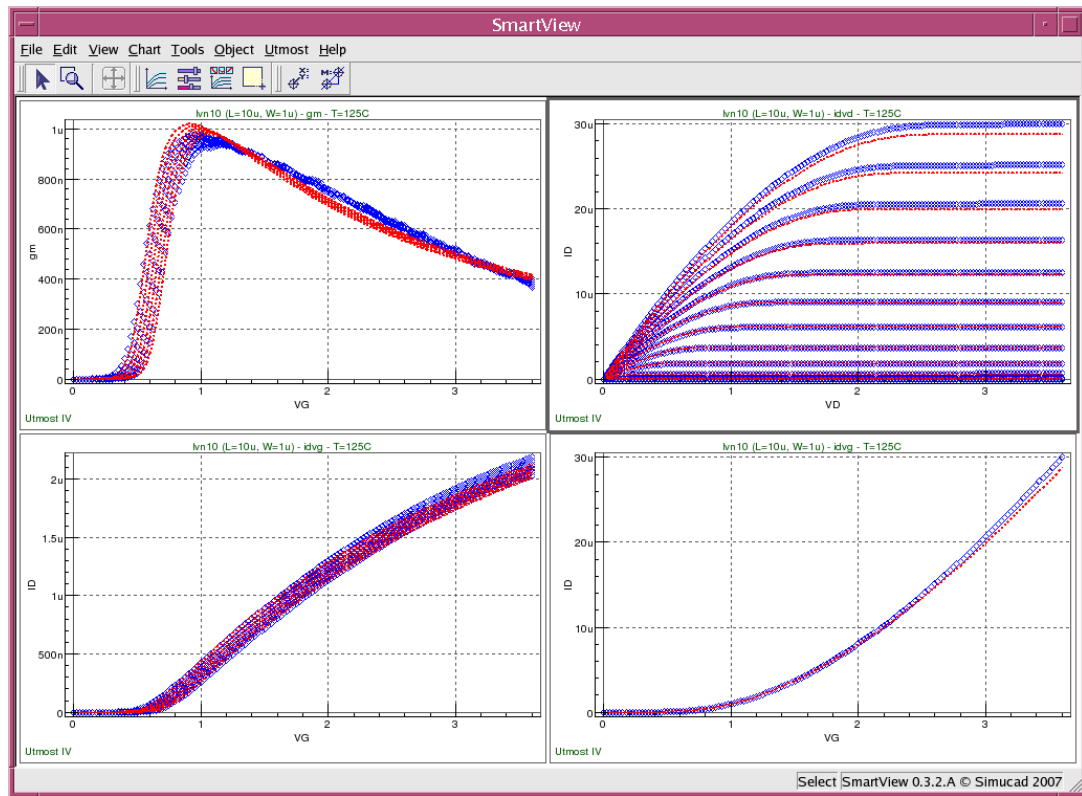 SmartView
File Edit View Chart Tools Object Utmost Help
X: Y: M:
lvn10 (L=10u, W=1u) - gm - T=125C
1u
800n
600n
400n
200n
0
gm
0 1 2 3
VG
Utmost IV
lvn10 (L=10u, W=1u) - idvd - T=125C
30u
20u
10u
0
ID
0 1 2 3
VD
Utmost IV
lvn10 (L=10u, W=1u) - idvg - T=125C
2u
1.5u
1u
500n
0
ID
0 1 2 3
VG
Utmost IV
lvn10 (L=10u, W=1u) - idvg - T=125C
30u
20u
10u
0
ID
0 1 2 3
VG
Utmost IV
Select SmartView 0.3.2.A © Simucad 2007